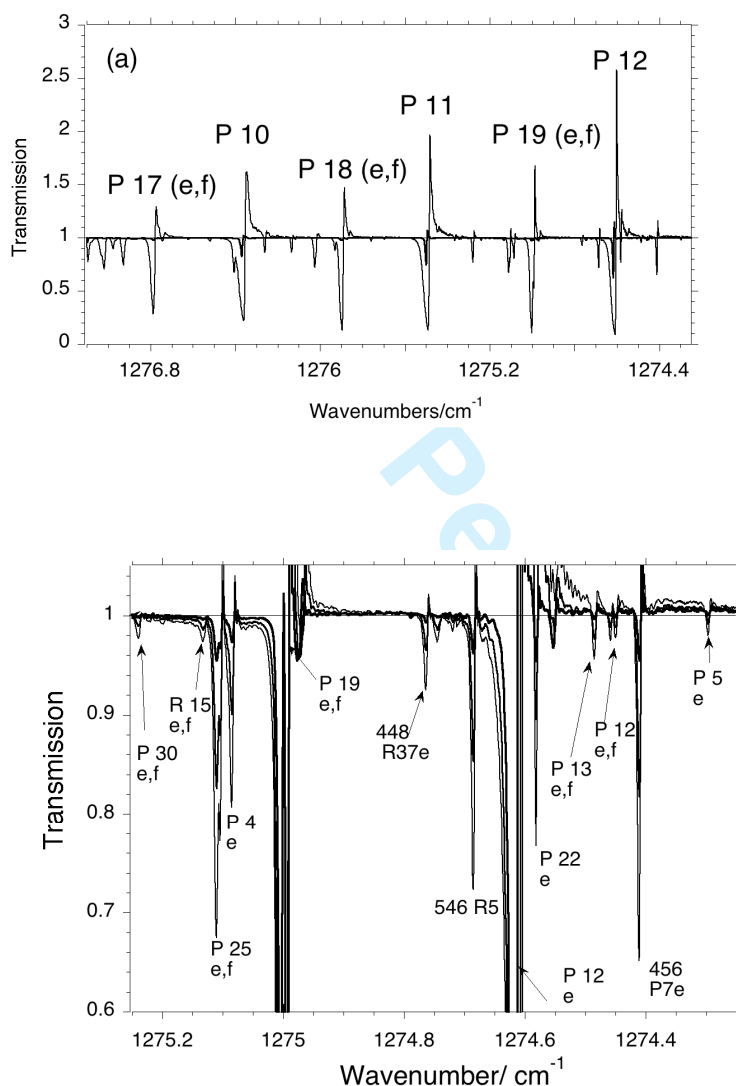 3
(a)
P 12
2.5
P 11
2
P 10
P 19 (e,f)
P 18 (e,f)
P 17 (e,f)
1.5
1
0.5
0
Transmission
1276.8
1276
1275.2
1274.4
Wavenumbers/cm-1
Pe
1
0.9
0.8
0.7
0.6
Transmission
P 30
e,f
R 15
e,f
P 25
e,f
P 4
e
P 19
e,f
448
R37e
546 R5
P 12
e
P 22
e
P 13
e,f
P 12
e,f
456
P7e
P 5
e
1275.2
1275
1274.8
1274.6
1274.4
Wavenumber/ cm-1